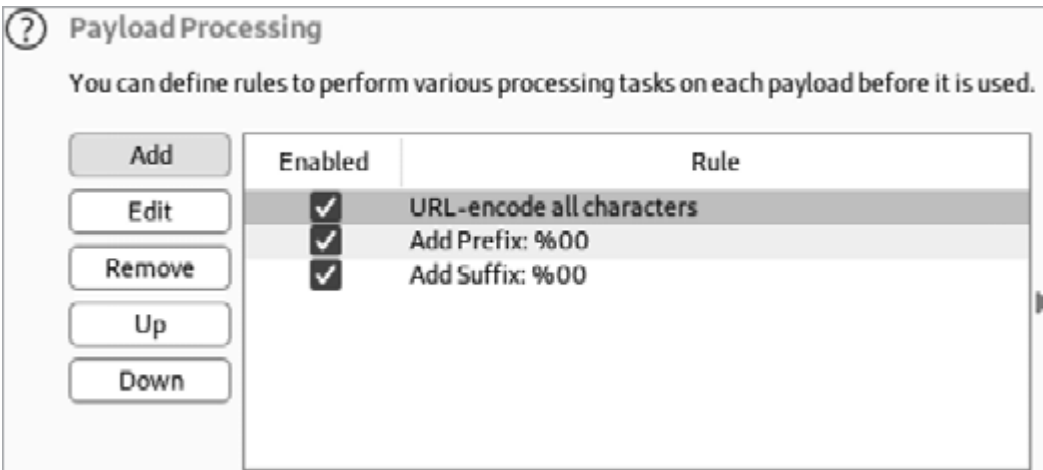 Payload Processing
You can define rules to perform various processing tasks on each payload before it is used.
Add
Enabled Rule
Edit
URL-encode all characters
Add Prefix: %00
Remove
Add Suffix: %00
Up
Down